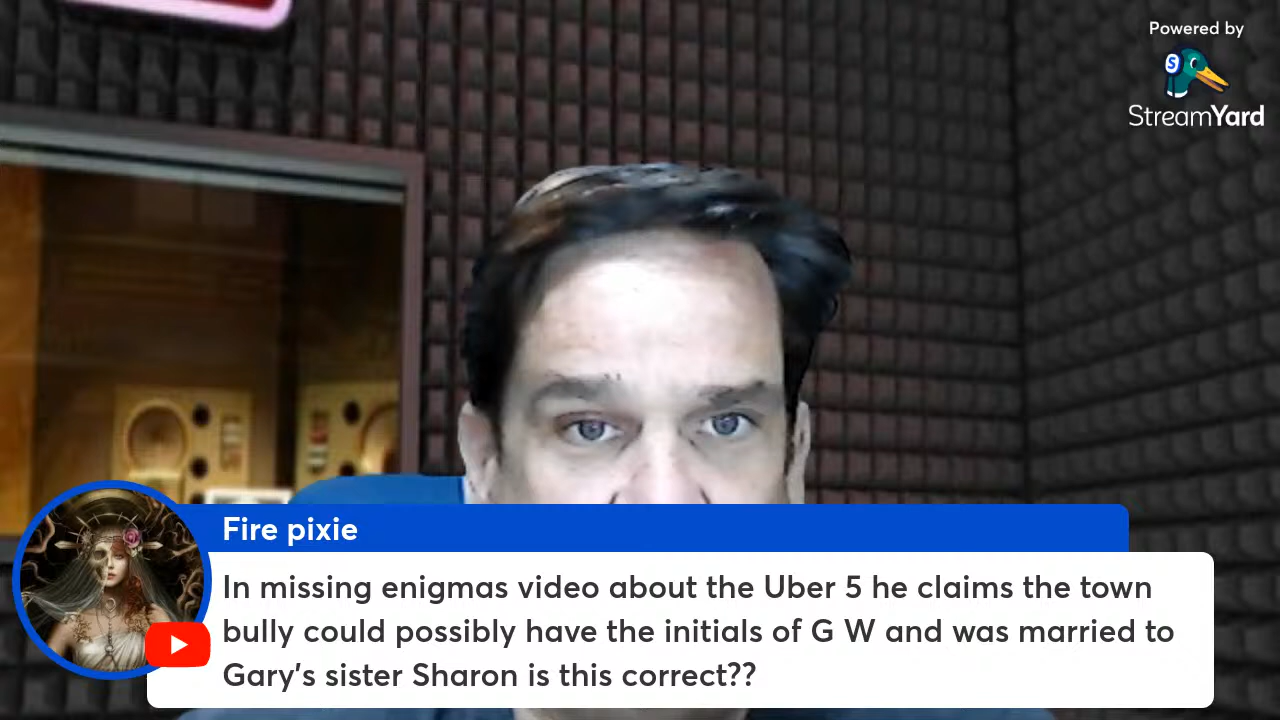 Powered by
StreamYard
Fire pixie
In missing enigmas video about the Uber 5 he claims the town
bully could possibly have the initials of G W and was married to
Gary's sister Sharon is this correct??